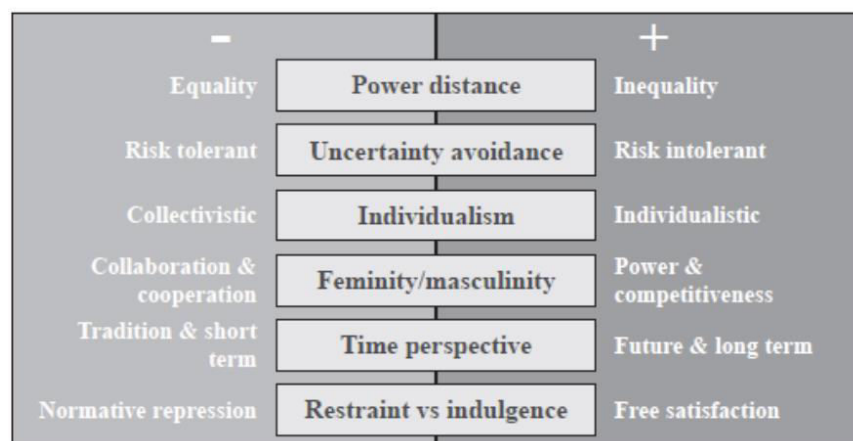 - +
Equality Power distance Inequality
Risk tolerant Uncertainty avoidance Risk intolerant
Collectivistic Individualism Individualistic
Collaboration &
cooperation
Feminity/masculinity
Power &
competitiveness
Tradition & short
term
Time perspective
Future & long term
Normative repression Restraint vs indulgence Free satisfaction